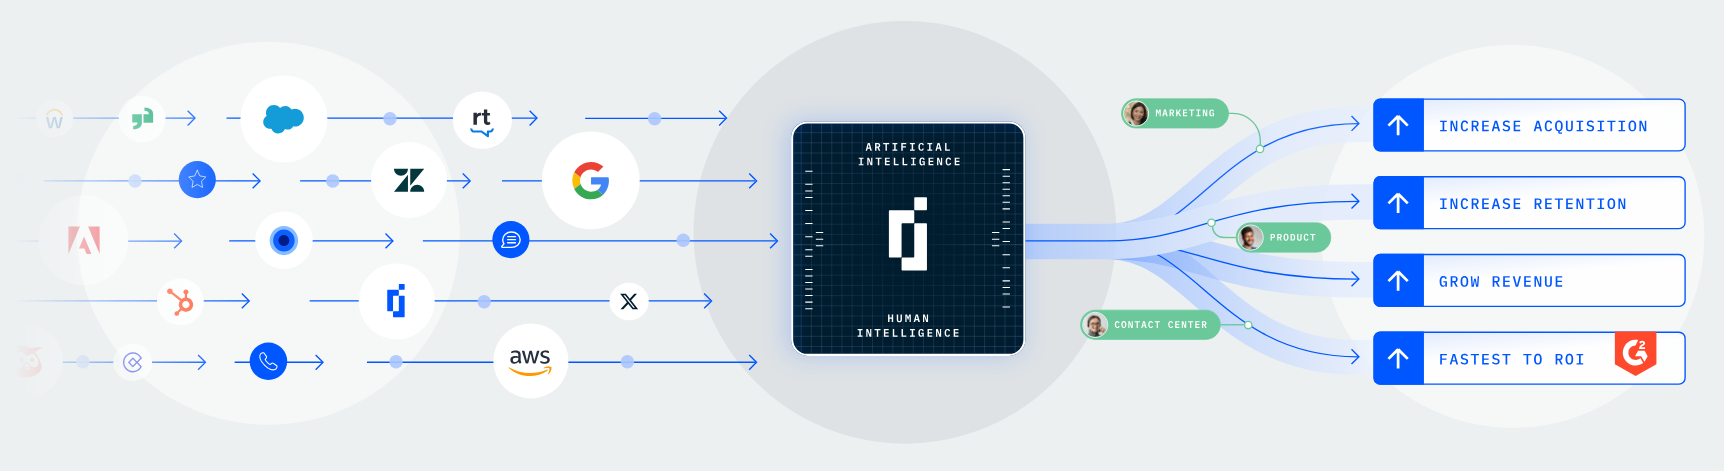 w
rt
aws
ARTIFICIAL
INTELLIGENCE
HUMAN
INTELLIGENCE
MARKETING
PRODUCT
CONTACT CENTER
INCREASE ACQUISITION
INCREASE RETENTION
GROW REVENUE
FASTEST TO ROI
G2